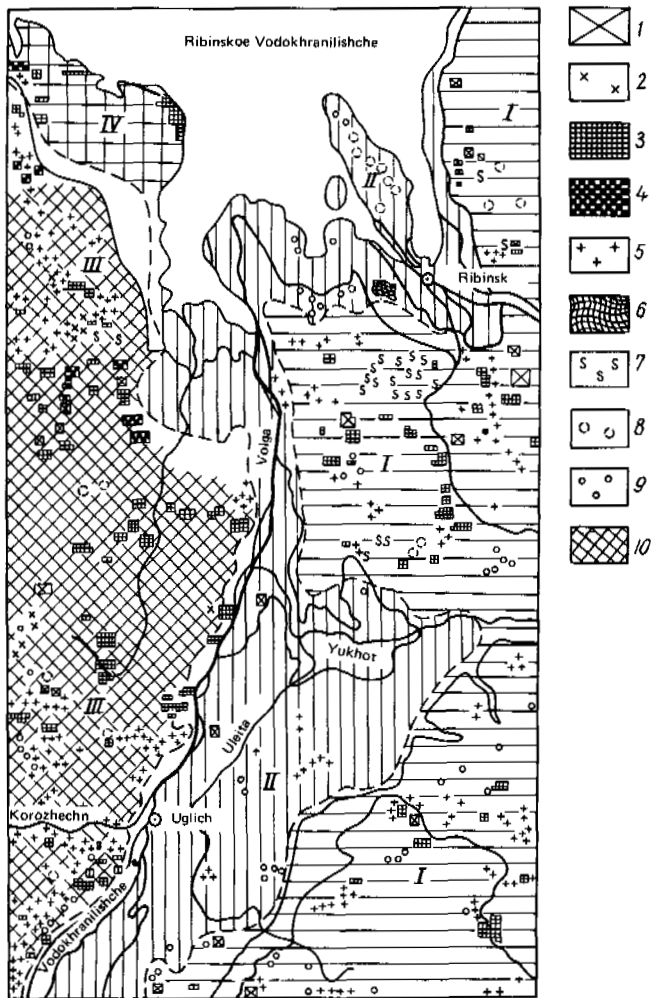 Ribinskoe Vodokhranilishche
I
IV
II
III
Ribinsk
Volga
I
Yukhot
III
Uleita
II
Korozhechn
Uglich
I
Vodokhranilishche
1
2
3
4
5
6
7
8
9
10
S S S S S S S S S S S S
S S S